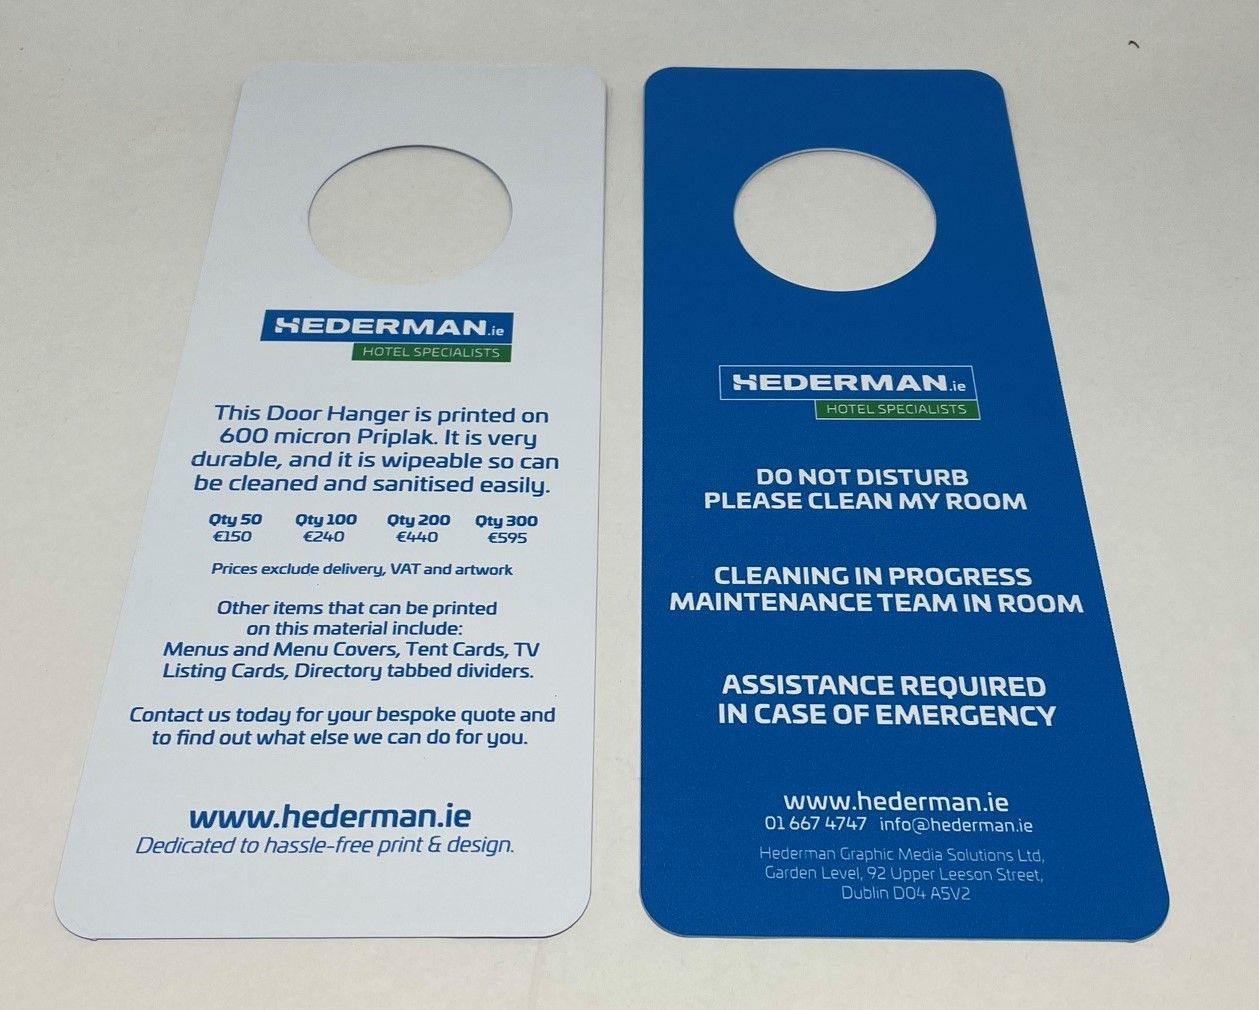 HEDERMAN.ie
HOTEL SPECIALISTS
This Door Hanger is printed on
600 micron Priplak. It is very
durable, and it is wipeable so can
be cleaned and sanitised easily.
Qty 50 Qty 100 Qty 200 Qty 300
€150 €240 €440 €595
Prices exclude delivery, VAT and artwork
Other items that can be printed
on this material include:
Menus and Menu Covers, Tent Cards, TV
Listing Cards, Directory tabbed dividers.
Contact us today for your bespoke quote and
to find out what else we can do for you.
www.hederman.ie
Dedicated to hassle-free print & design.
HEDERMAN.ie
HOTEL SPECIALISTS
DO NOT DISTURB
PLEASE CLEAN MY ROOM
CLEANING IN PROGRESS
MAINTENANCE TEAM IN ROOM
ASSISTANCE REQUIRED
IN CASE OF EMERGENCY
www.hederman.ie
01 667 4747 info@hederman.ie
Hederman Graphic Media Solutions Ltd,
Garden Level, 92 Upper Leeson Street,
Dublin D04 A5V2